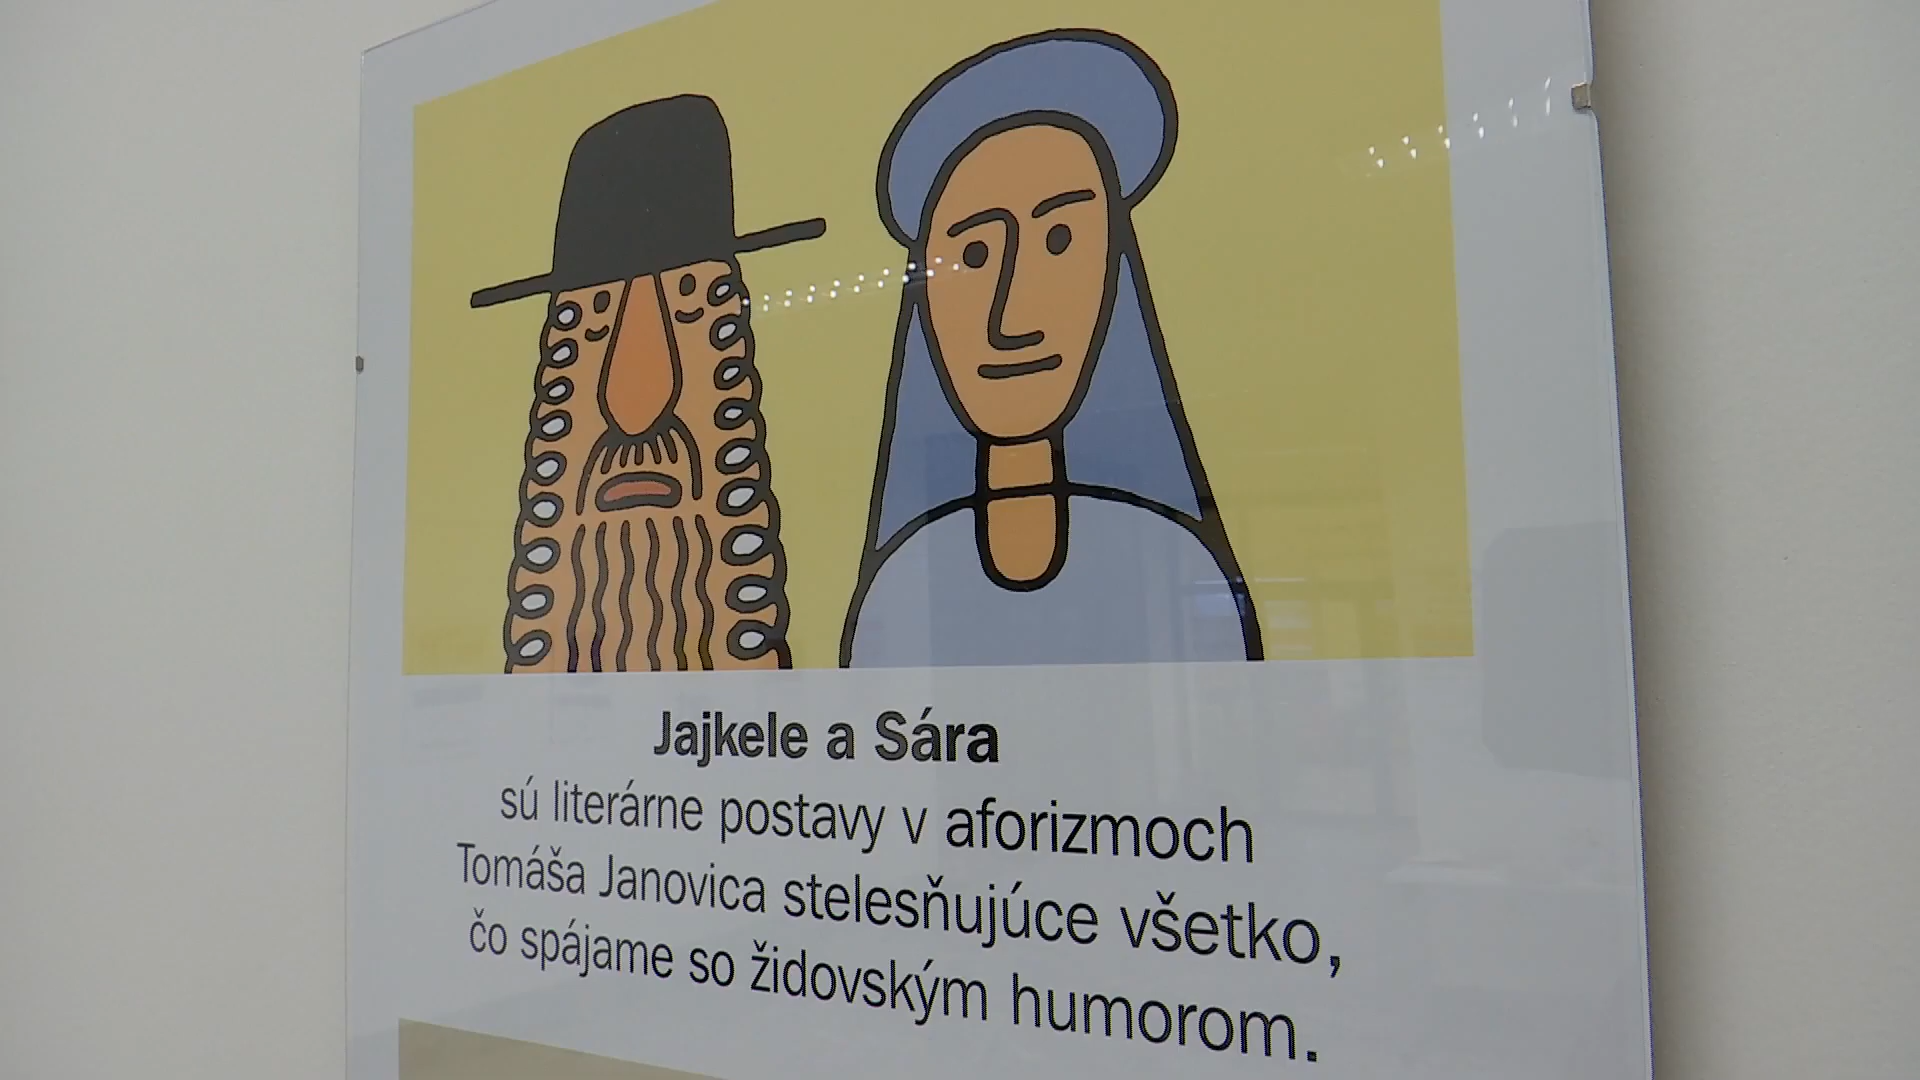 Jajkele a Sára
sú literárne postavy v aforizmoch
Tomáša Janovica stelesňujúce všetko,
čo spájame so židovským humorom.